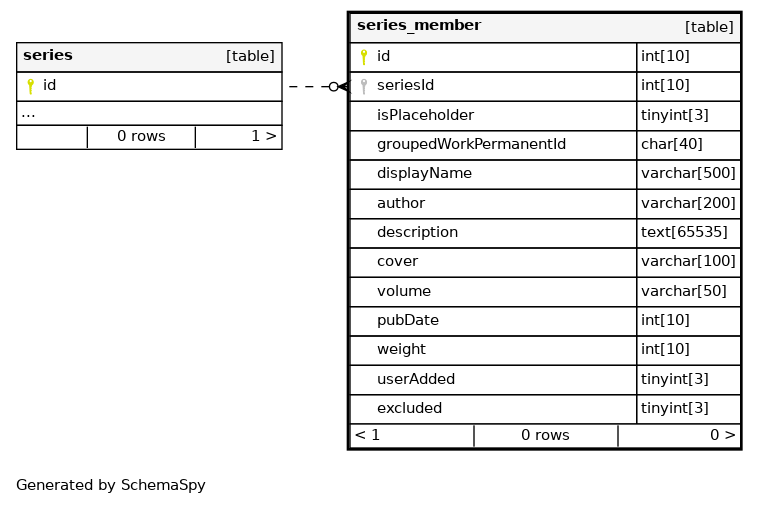 series [table]
id
...
0 rows 1 >
series_member [table]
id int[10]
seriesId int[10]
isPlaceholder tinyint[3]
groupedWorkPermanentId char[40]
displayName varchar[500]
author varchar[200]
description text[65535]
cover varchar[100]
volume varchar[50]
pubDate int[10]
weight int[10]
userAdded tinyint[3]
excluded tinyint[3]
< 1 0 rows 0 >
Generated by SchemaSpy